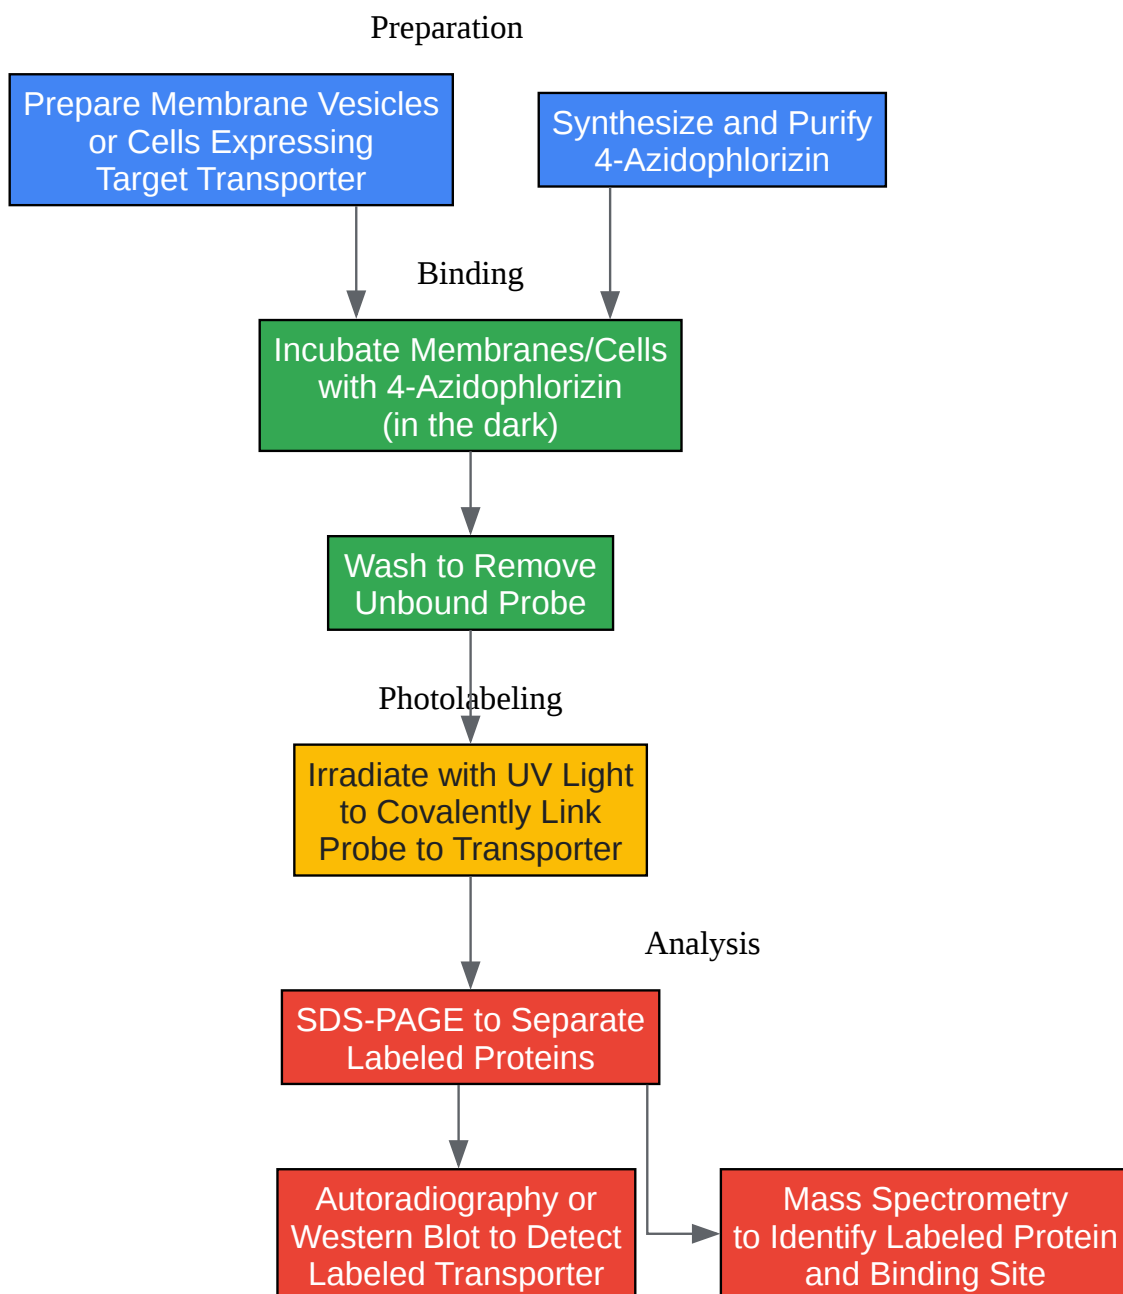 Preparation
Prepare Membrane Vesicles
or Cells Expressing
Target Transporter
Synthesize and Purify
4-Azidophlorizin
Binding
Incubate Membranes/Cells
with 4-Azidophlorizin
(in the dark)
Wash to Remove
Unbound Probe
Photolabeling
Irradiate with UV Light
to Covalently Link
Probe to Transporter
Analysis
SDS-PAGE to Separate
Labeled Proteins
Autoradiography or
Western Blot to Detect
Labeled Transporter
Mass Spectrometry
to Identify Labeled Protein
and Binding Site